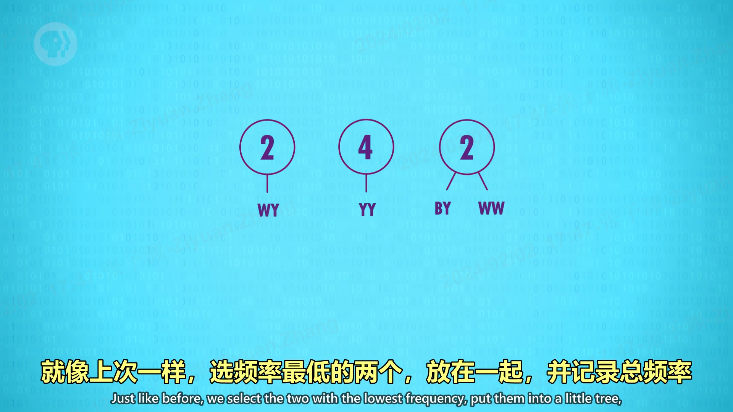 2 4 2
WY YY BY WW
就像上次一样，选频率最低的两个，放在一起，并记录总频率
Just like before, we select the two with the lowest frequency, put them into a little tree,